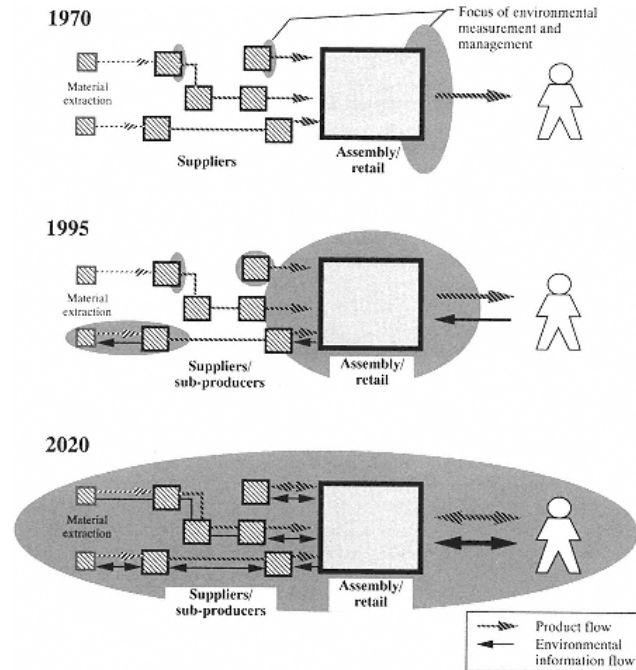 1970
Focus of environmental
measurement and
management
Material
extraction
Suppliers
Assembly/
retail
1995
Material
extraction
Suppliers/
sub-producers
Assembly/
retail
2020
Material
extraction
Suppliers/
sub-producers
Assembly/
retail
Product flow
Environmental
information flow